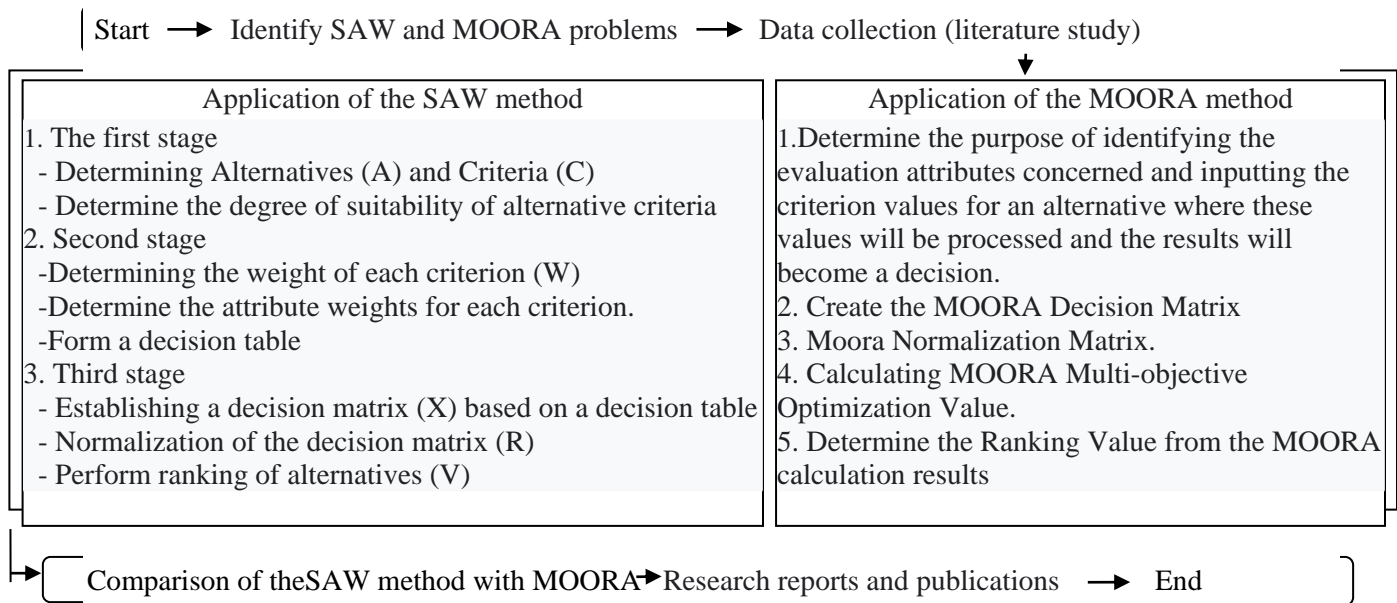 Start → Identify SAW and MOORA problems → Data collection (literature study)
Application of the SAW method
1. The first stage
- Determining Alternatives (A) and Criteria (C)
- Determine the degree of suitability of alternative criteria
2. Second stage
-Determining the weight of each criterion (W)
-Determine the attribute weights for each criterion.
-Form a decision table
3. Third stage
- Establishing a decision matrix (X) based on a decision table
- Normalization of the decision matrix (R)
- Perform ranking of alternatives (V)
Application of the MOORA method
1.Determine the purpose of identifying the
evaluation attributes concerned and inputting the
criterion values for an alternative where these
values will be processed and the results will
become a decision.
2. Create the MOORA Decision Matrix
3. Moora Normalization Matrix.
4. Calculating MOORA Multi-objective
Optimization Value.
5. Determine the Ranking Value from the MOORA
calculation results
Comparison of theSAW method with MOORA→Research reports and publications → End